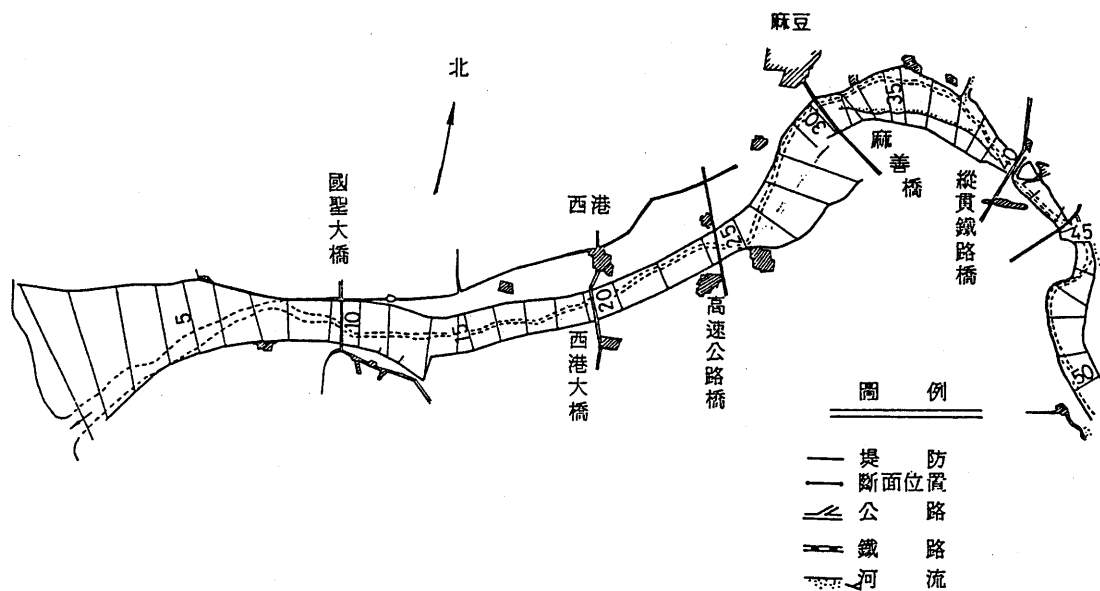 麻豆
北
國聖大橋
西港
麻善橋
縱貫鐵路橋
5
10
15
20
25
30
35
40
45
50
西港大橋
高速公路橋
圖例
堤防
斷面位置
公路
鐵路
河流